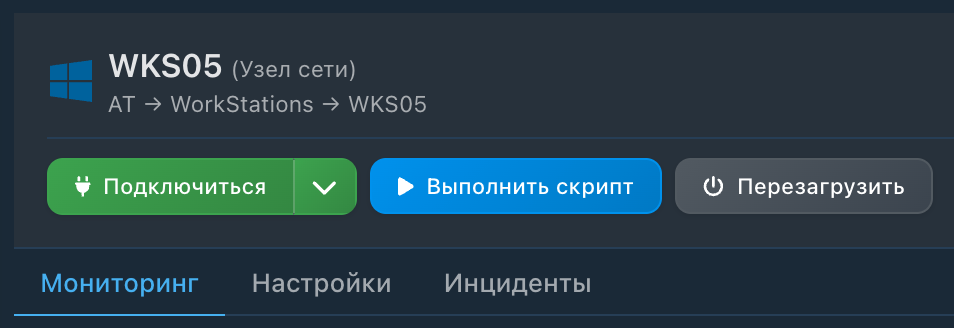 WKS05 (Узел сети)
AT → WorkStations → WKS05
Подключиться Выполнить скрипт Перезагрузить
Мониторинг Настройки Инциденты